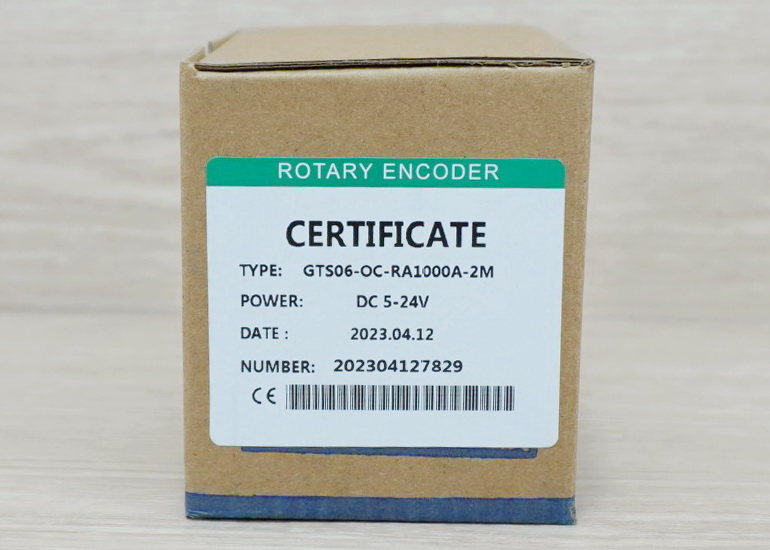 ROTARY ENCODER
CERTIFICATE
TYPE: GTS06-OC-RA1000A-2M
POWER: DC 5-24V
DATE : 2023.04.12
NUMBER: 202304127829
CE